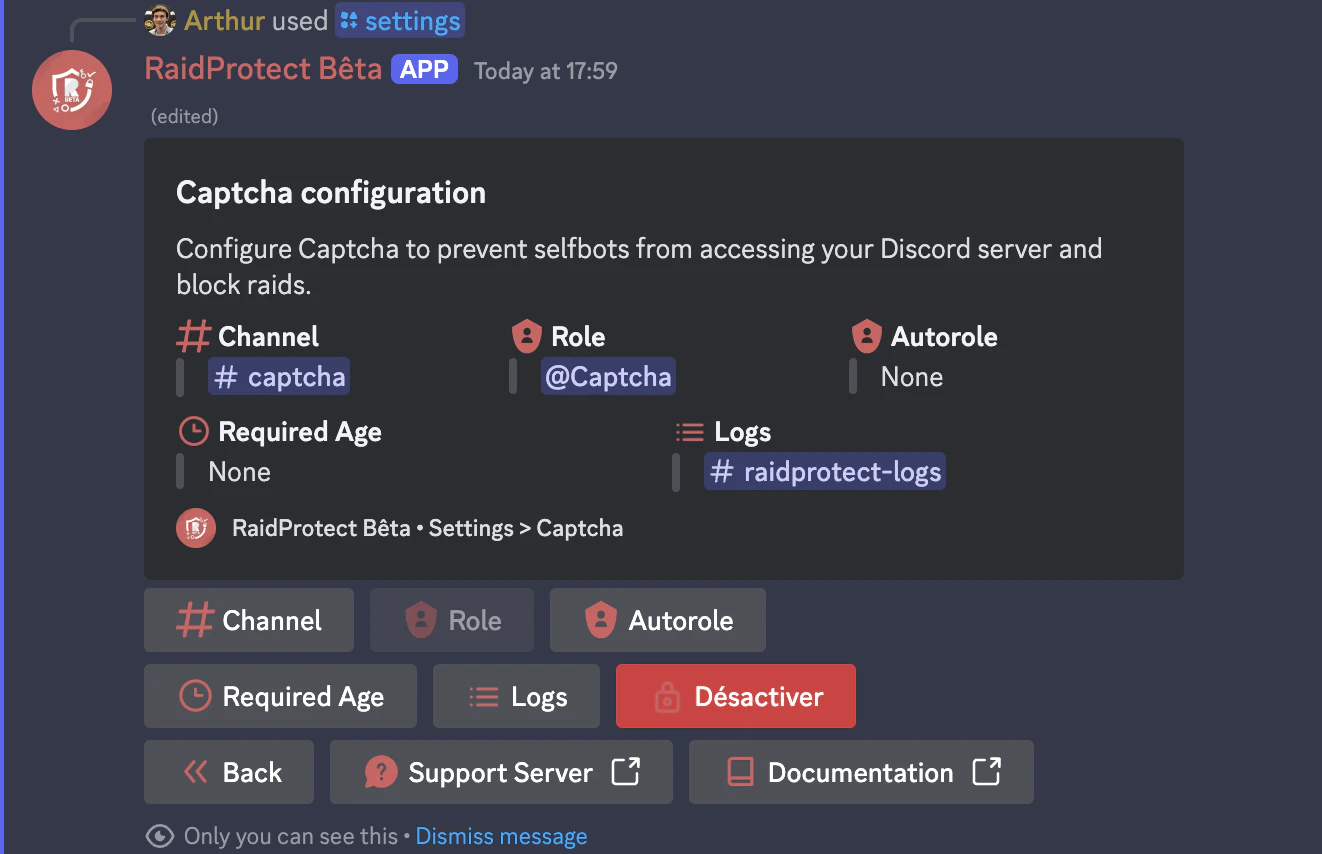 Arthur used settings
RaidProtect Bêta APP Today at 17:59
(edited)
Captcha configuration
Configure Captcha to prevent selfbots from accessing your Discord server and
block raids.
Channel Role Autorole
# captcha @Captcha None
Required Age Logs
None # raidprotect-logs
RaidProtect Bêta • Settings > Captcha
Channel Role Autorole
Required Age Logs Désactiver
Back Support Server Documentation
Only you can see this • Dismiss message